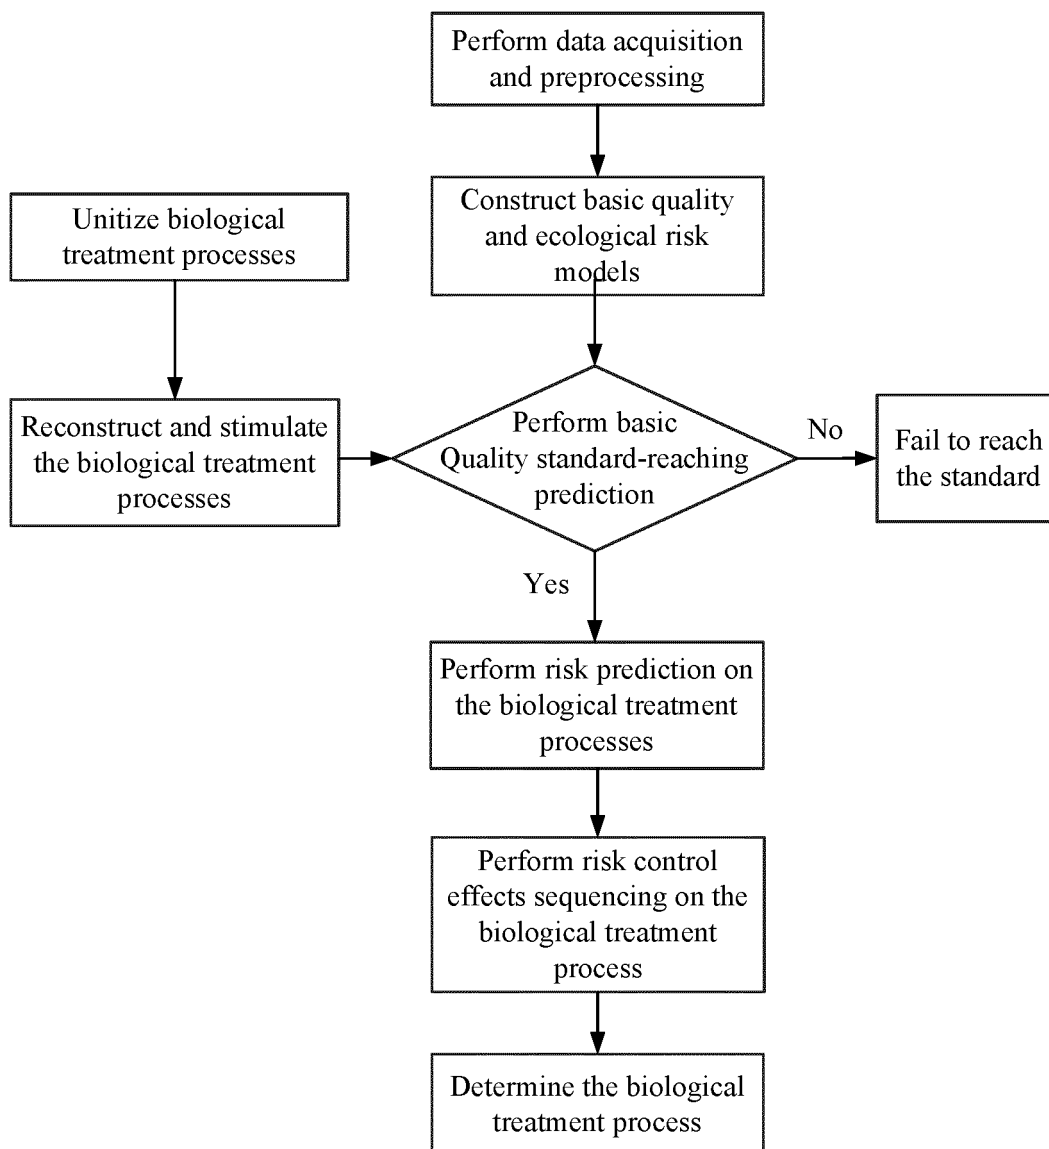 Perform data acquisition
and preprocessing
Construct basic quality
and ecological risk
models
Unitize biological
treatment processes
Reconstruct and stimulate
the biological treatment
processes
Perform basic
Quality standard-reaching
prediction
No
Fail to reach
the standard
Yes
Perform risk prediction on
the biological treatment
processes
Perform risk control
effects sequencing on the
biological treatment
process
Determine the biological
treatment process